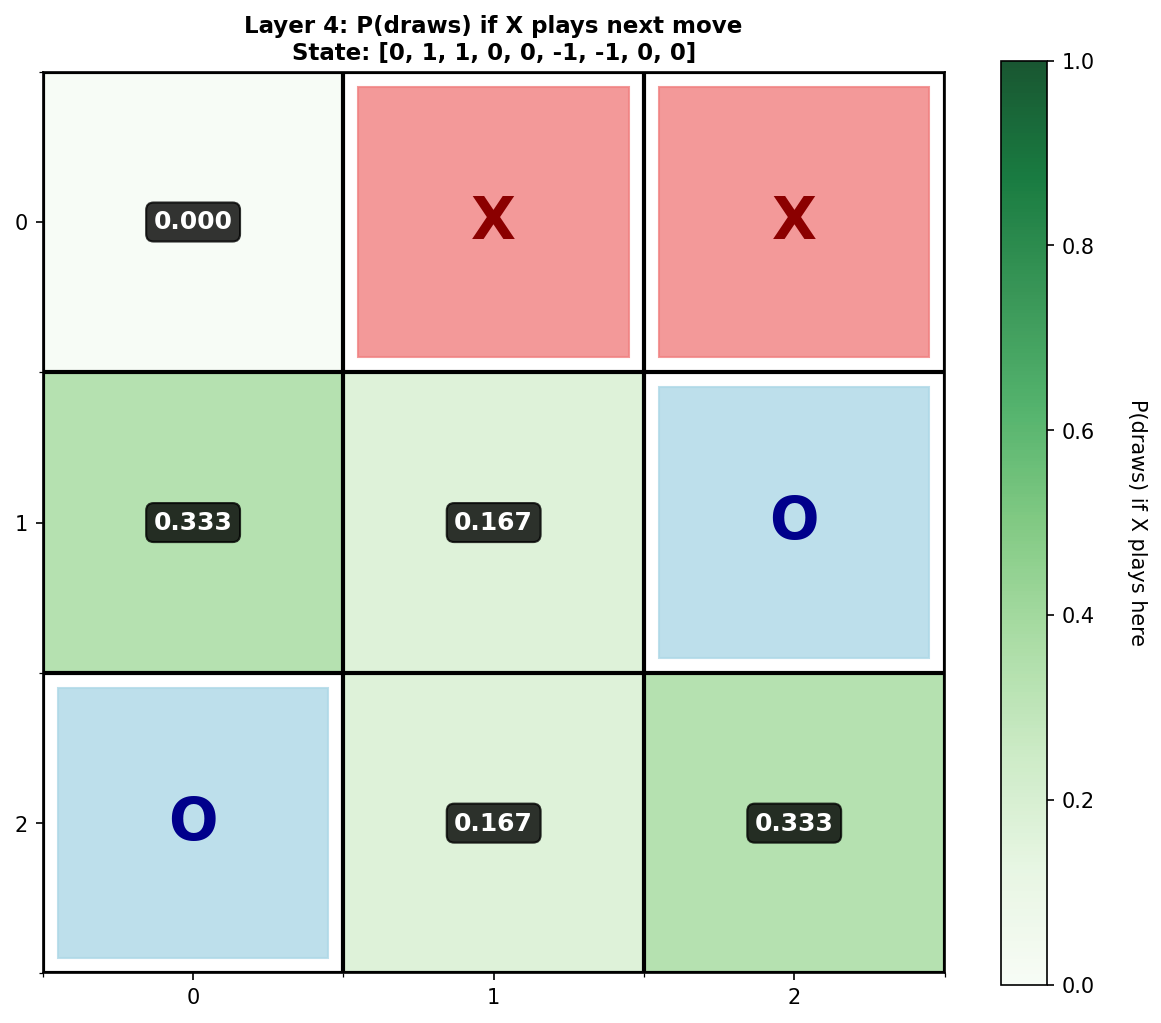 Layer 4: P(draws) if X plays next move
State: [0, 1, 1, 0, 0, -1, -1, 0, 0]
0
0.000
X
X
1
0.333
0.167
O
2
O
0.167
0.333
0
1
2
1.0
0.8
0.6
0.4
0.2
0.0
P(draws) if X plays here